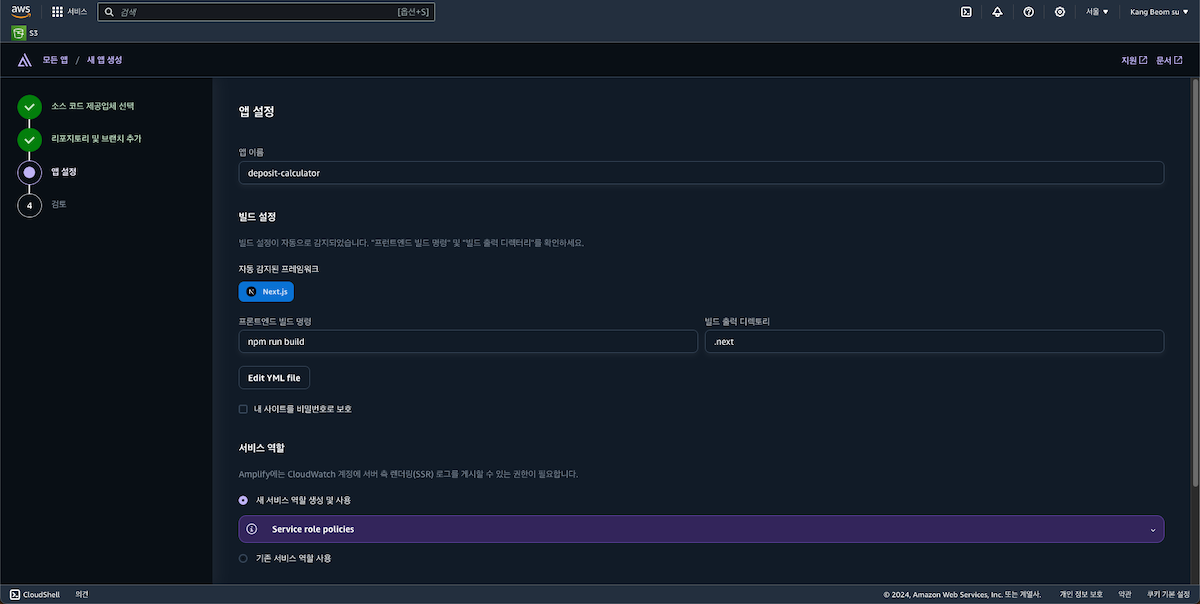 aws 서비스 검색 [옵션+S] 서울 Kang Beom su
S3
모든 앱 / 새 앱 생성 지원 문서
소스 코드 제공업체 선택
리포지토리 및 브랜치 추가
앱 설정
4 검토
앱 설정
앱 이름
deposit-calculator
빌드 설정
빌드 설정이 자동으로 감지되었습니다. "프런트엔드 빌드 명령" 및 "빌드 출력 디렉터리"를 확인하세요.
자동 감지된 프레임워크
N Next.js
프론트엔드 빌드 명령 빌드 출력 디렉토리
npm run build .next
Edit YML file
내 사이트를 비밀번호로 보호
서비스 역할
Amplify에는 CloudWatch 계정에 서버 측 렌더링(SSR) 로그를 게시할 수 있는 권한이 필요합니다.
새 서비스 역할 생성 및 사용
Service role policies
기존 서비스 역할 사용
CloudShell 의견 © 2024, Amazon Web Services, Inc. 또는 계열사. 개인 정보 보호 약관 쿠키 기본 설정